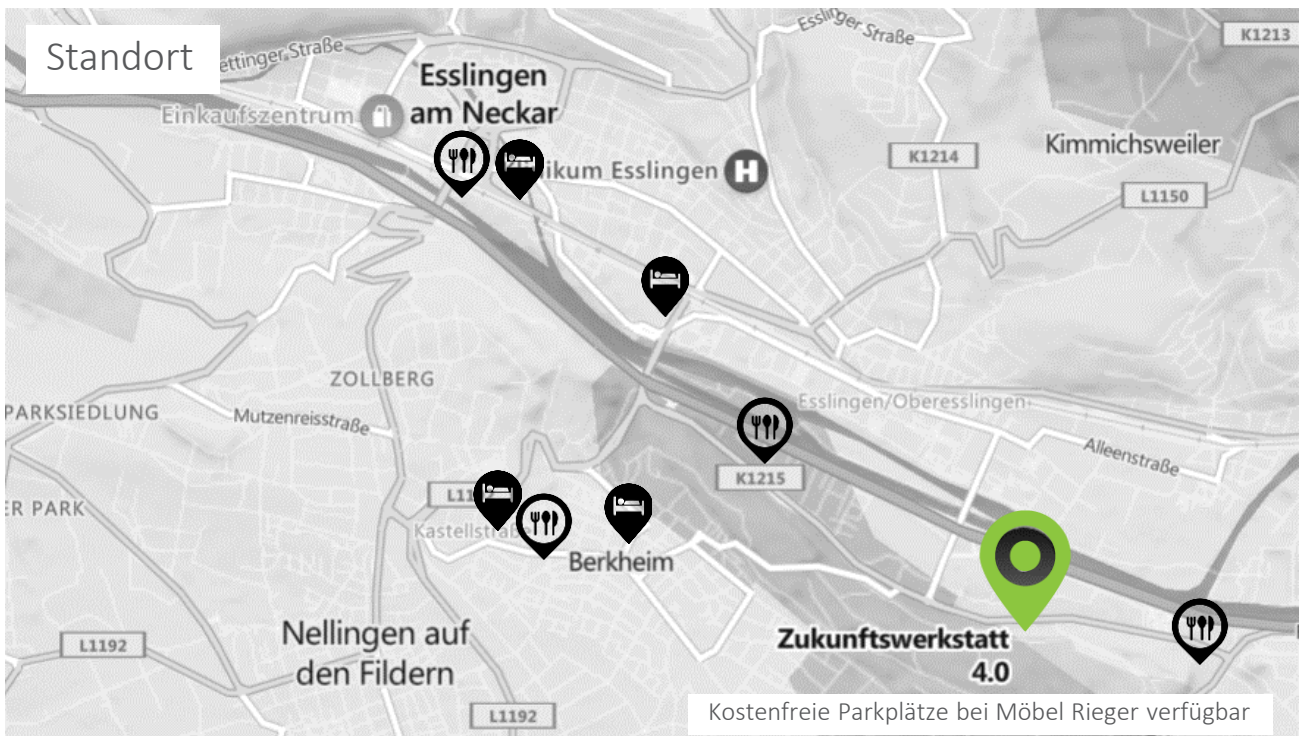 Standort
ettinger Straße
Esslinger Straße
K1213
Esslingen
am Neckar
Einkaufszentrum
ikum Esslingen
H
K1214
Kimmichsweiler
L1150
ZOLLBERG
PARKSIEDLUNG
Mutzenreisstraße
Esslingen/Oberesslingen
Alleenstraße
K1215
ER PARK
Kastellstraße
Berkheim
Nellingen auf
den Fildern
L1192
Zukunftswerkstatt
4.0
L1192
Kostenfreie Parkplätze bei Möbel Rieger verfügbar